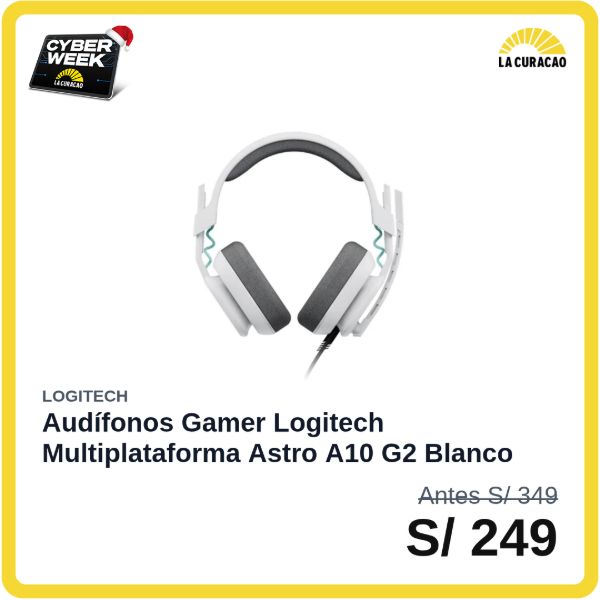 CYBER
WEEK
LA CURACAO
LA CURACAO
LOGITECH
Audífonos Gamer Logitech
Multiplataforma Astro A10 G2 Blanco
Antes S/ 349
S/ 249